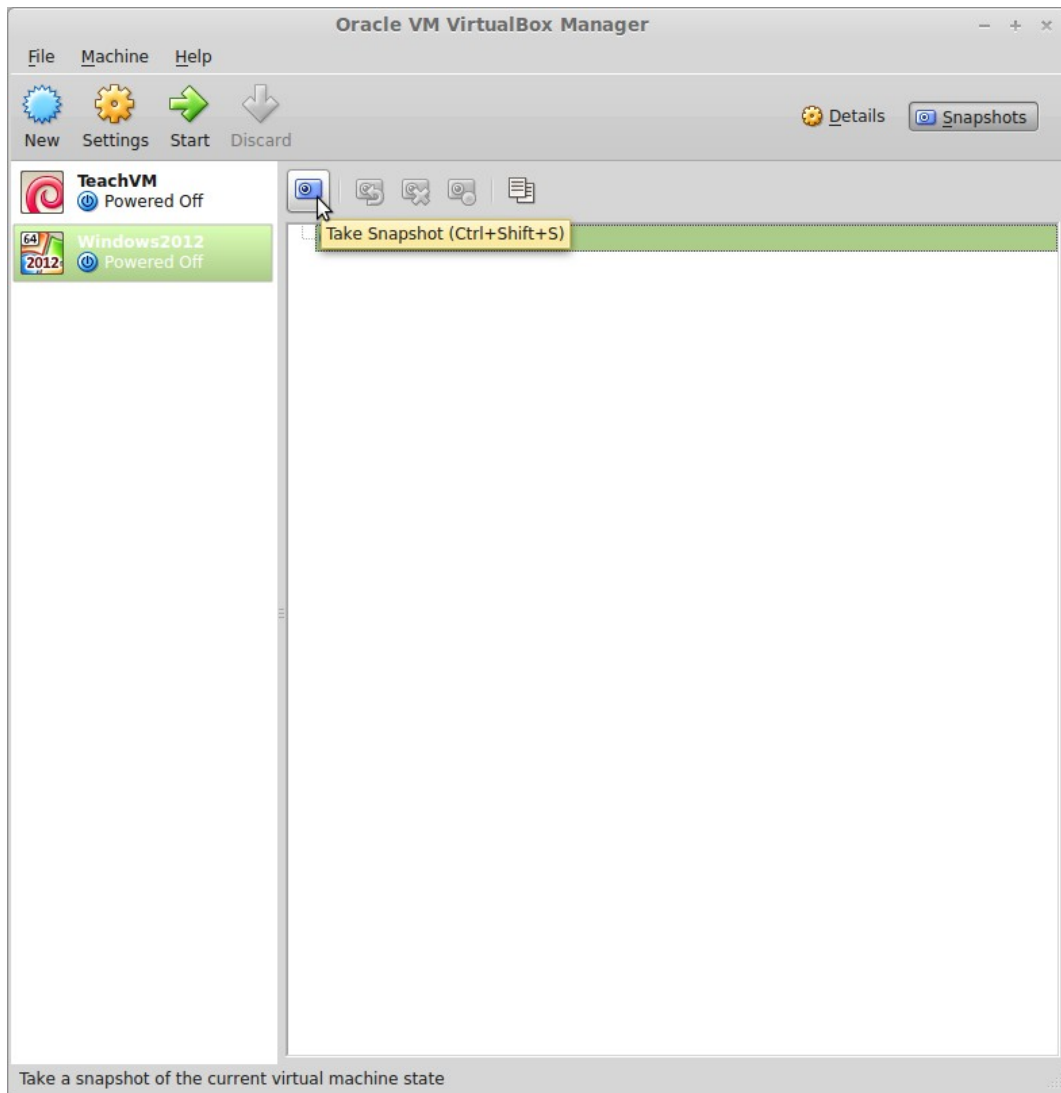 Oracle VM VirtualBox Manager
File Machine Help
New Settings Start Discard
Details Snapshots
TeachVM
Powered Off
64
2012
Windows2012
Powered Off
Take Snapshot (Ctrl+Shift+S)
Take a snapshot of the current virtual machine state